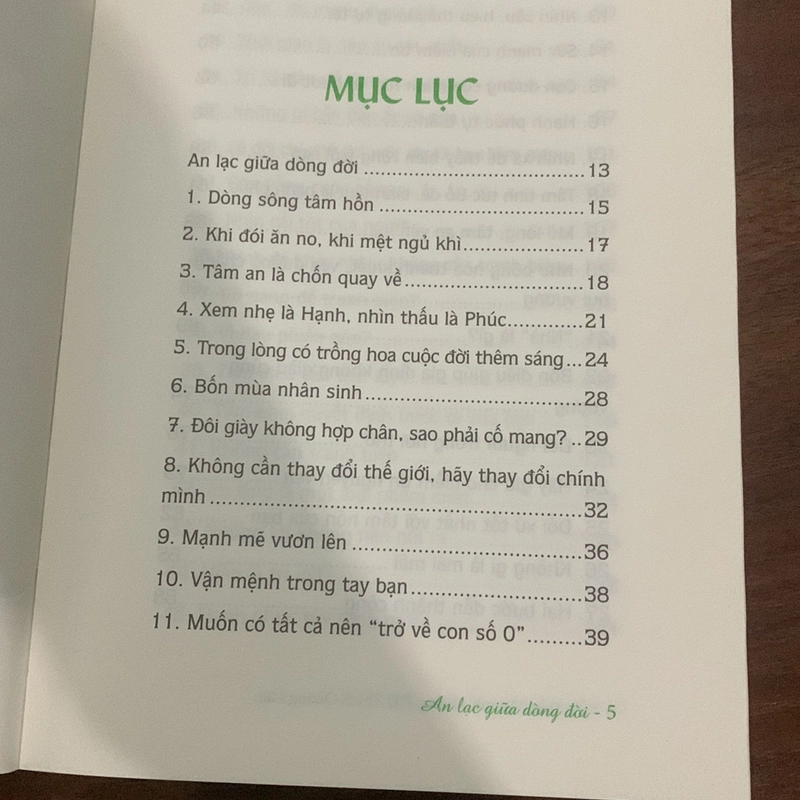 MỤC LỤC
An lạc giữa dòng đời ........................................ 13
1. Dòng sông tâm hồn ..................................... 15
2. Khi đói ăn no, khi mệt ngủ khì..................... 17
3. Tâm an là chốn quay về ................................ 18
4. Xem nhẹ là Hạnh, nhìn thấu là Phúc............. 21
5. Trong lòng có trồng hoa cuộc đời thêm sáng ... 24
6. Bốn mùa nhân sinh ....................................... 28
7. Đôi giày không hợp chân, sao phải cố mang? .. 29
8. Không cần thay đổi thế giới, hãy thay đổi chính
mình .................................................................. 32
9. Mạnh mẽ vươn lên ......................................... 36
10. Vận mệnh trong tay bạn ............................... 38
11. Muốn có tất cả nên “trở về con số 0” ......... 39
An lạc giữa dòng đời - 5